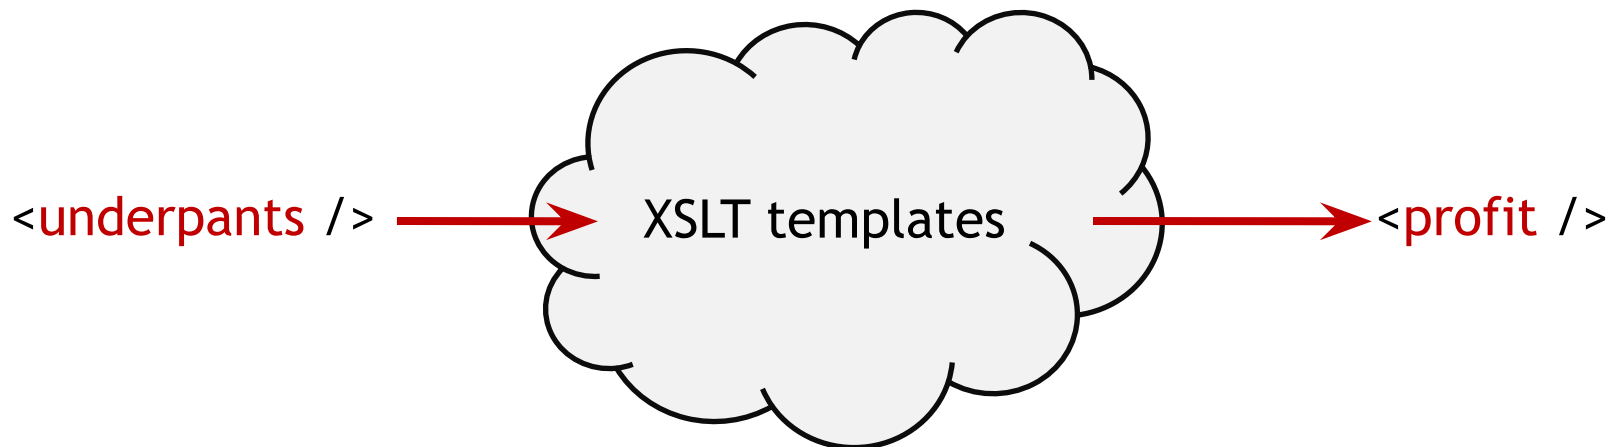 <underpants /> XSLT templates <profit />